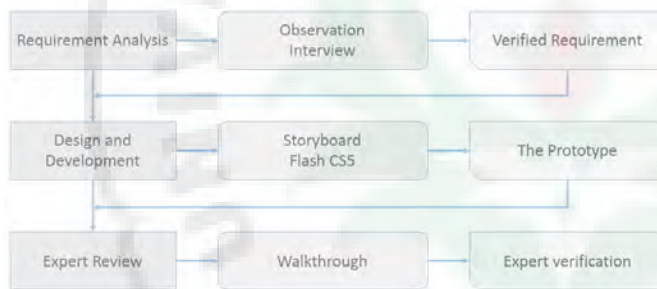 Requirement Analysis
Observation
Interview
Verified Requirement
Design and
Development
Storyboard
Flash CS5
The Prototype
Expert Review
Walkthrough
Expert verification